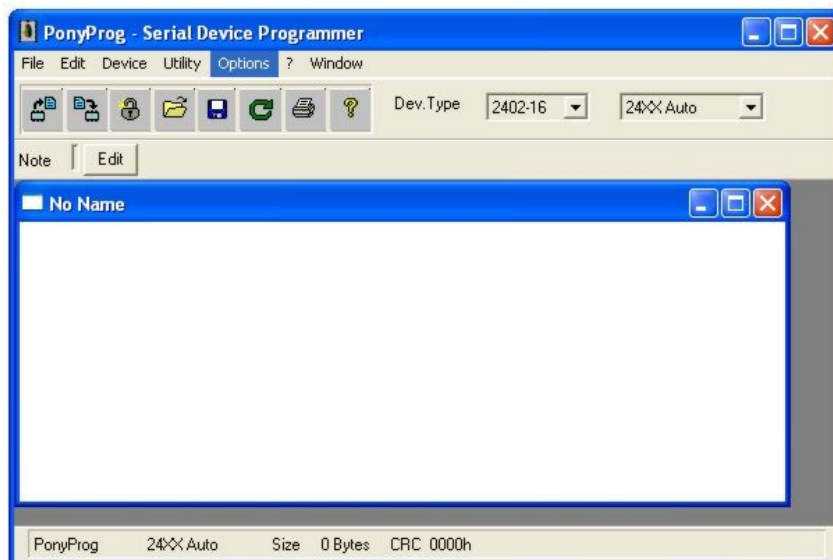 PonyProg - Serial Device Programmer
File Edit Device Utility Options ? Window
Dev.Type 2402-16 24XX Auto
Note Edit
No Name
PonyProg 24XX Auto Size 0 Bytes CRC 0000h